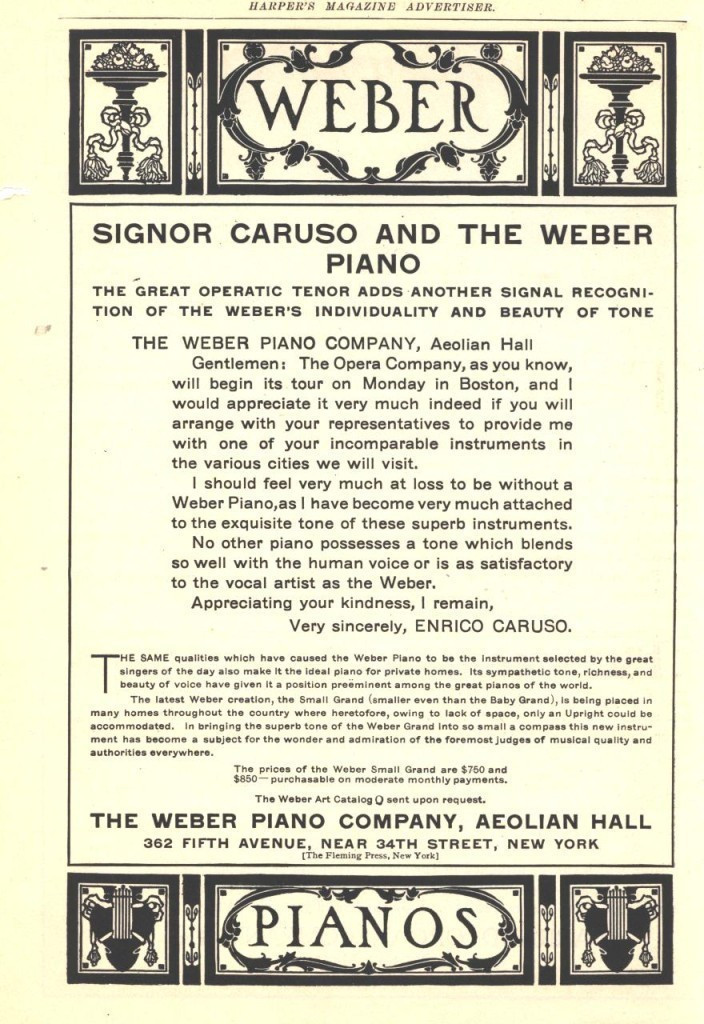 HARPER'S MAGAZINE ADVERTISER.
WEBER
SIGNOR CARUSO AND THE WEBER
PIANO
THE GREAT OPERATIC TENOR ADDS ANOTHER SIGNAL RECOGNI-
TION OF THE WEBER'S INDIVIDUALITY AND BEAUTY OF TONE
THE WEBER PIANO COMPANY, Aeolian Hall
Gentlemen: The Opera Company, as you know,
will begin its tour on Monday in Boston, and I
would appreciate it very much indeed if you will
arrange with your representatives to provide me
with one of your incomparable instruments in
the various cities we will visit.
I should feel very much at loss to be without a
Weber Piano,as I have become very much attached
to the exquisite tone of these superb instruments.
No other piano possesses a tone which blends
so well with the human voice or is as satisfactory
to the vocal artist as the Weber.
Appreciating your kindness, I remain,
Very sincerely, ENRICO CARUSO.
THE SAME qualities which have caused the Weber Piano to be the instrument selected by the great
singers of the day also make it the ideal piano for private homes. Its sympathetic tone, richness, and
beauty of voice have given it a position preëminent among the great pianos of the world.
The latest Weber creation, the Small Grand (smaller even than the Baby Grand), is being placed in
many homes throughout the country where heretofore, owing to lack of space, only an Upright could be
accommodated. In bringing the superb tone of the Weber Grand into so small a compass this new instru-
ment has become a subject for the wonder and admiration of the foremost judges of musical quality and
authorities everywhere.
The prices of the Weber Small Grand are $750 and
$850—purchasable on moderate monthly payments.
The Weber Art Catalog Q sent upon request.
THE WEBER PIANO COMPANY, AEOLIAN HALL
362 FIFTH AVENUE, NEAR 34TH STREET, NEW YORK
[The Fleming Press, New York]
PIANOS